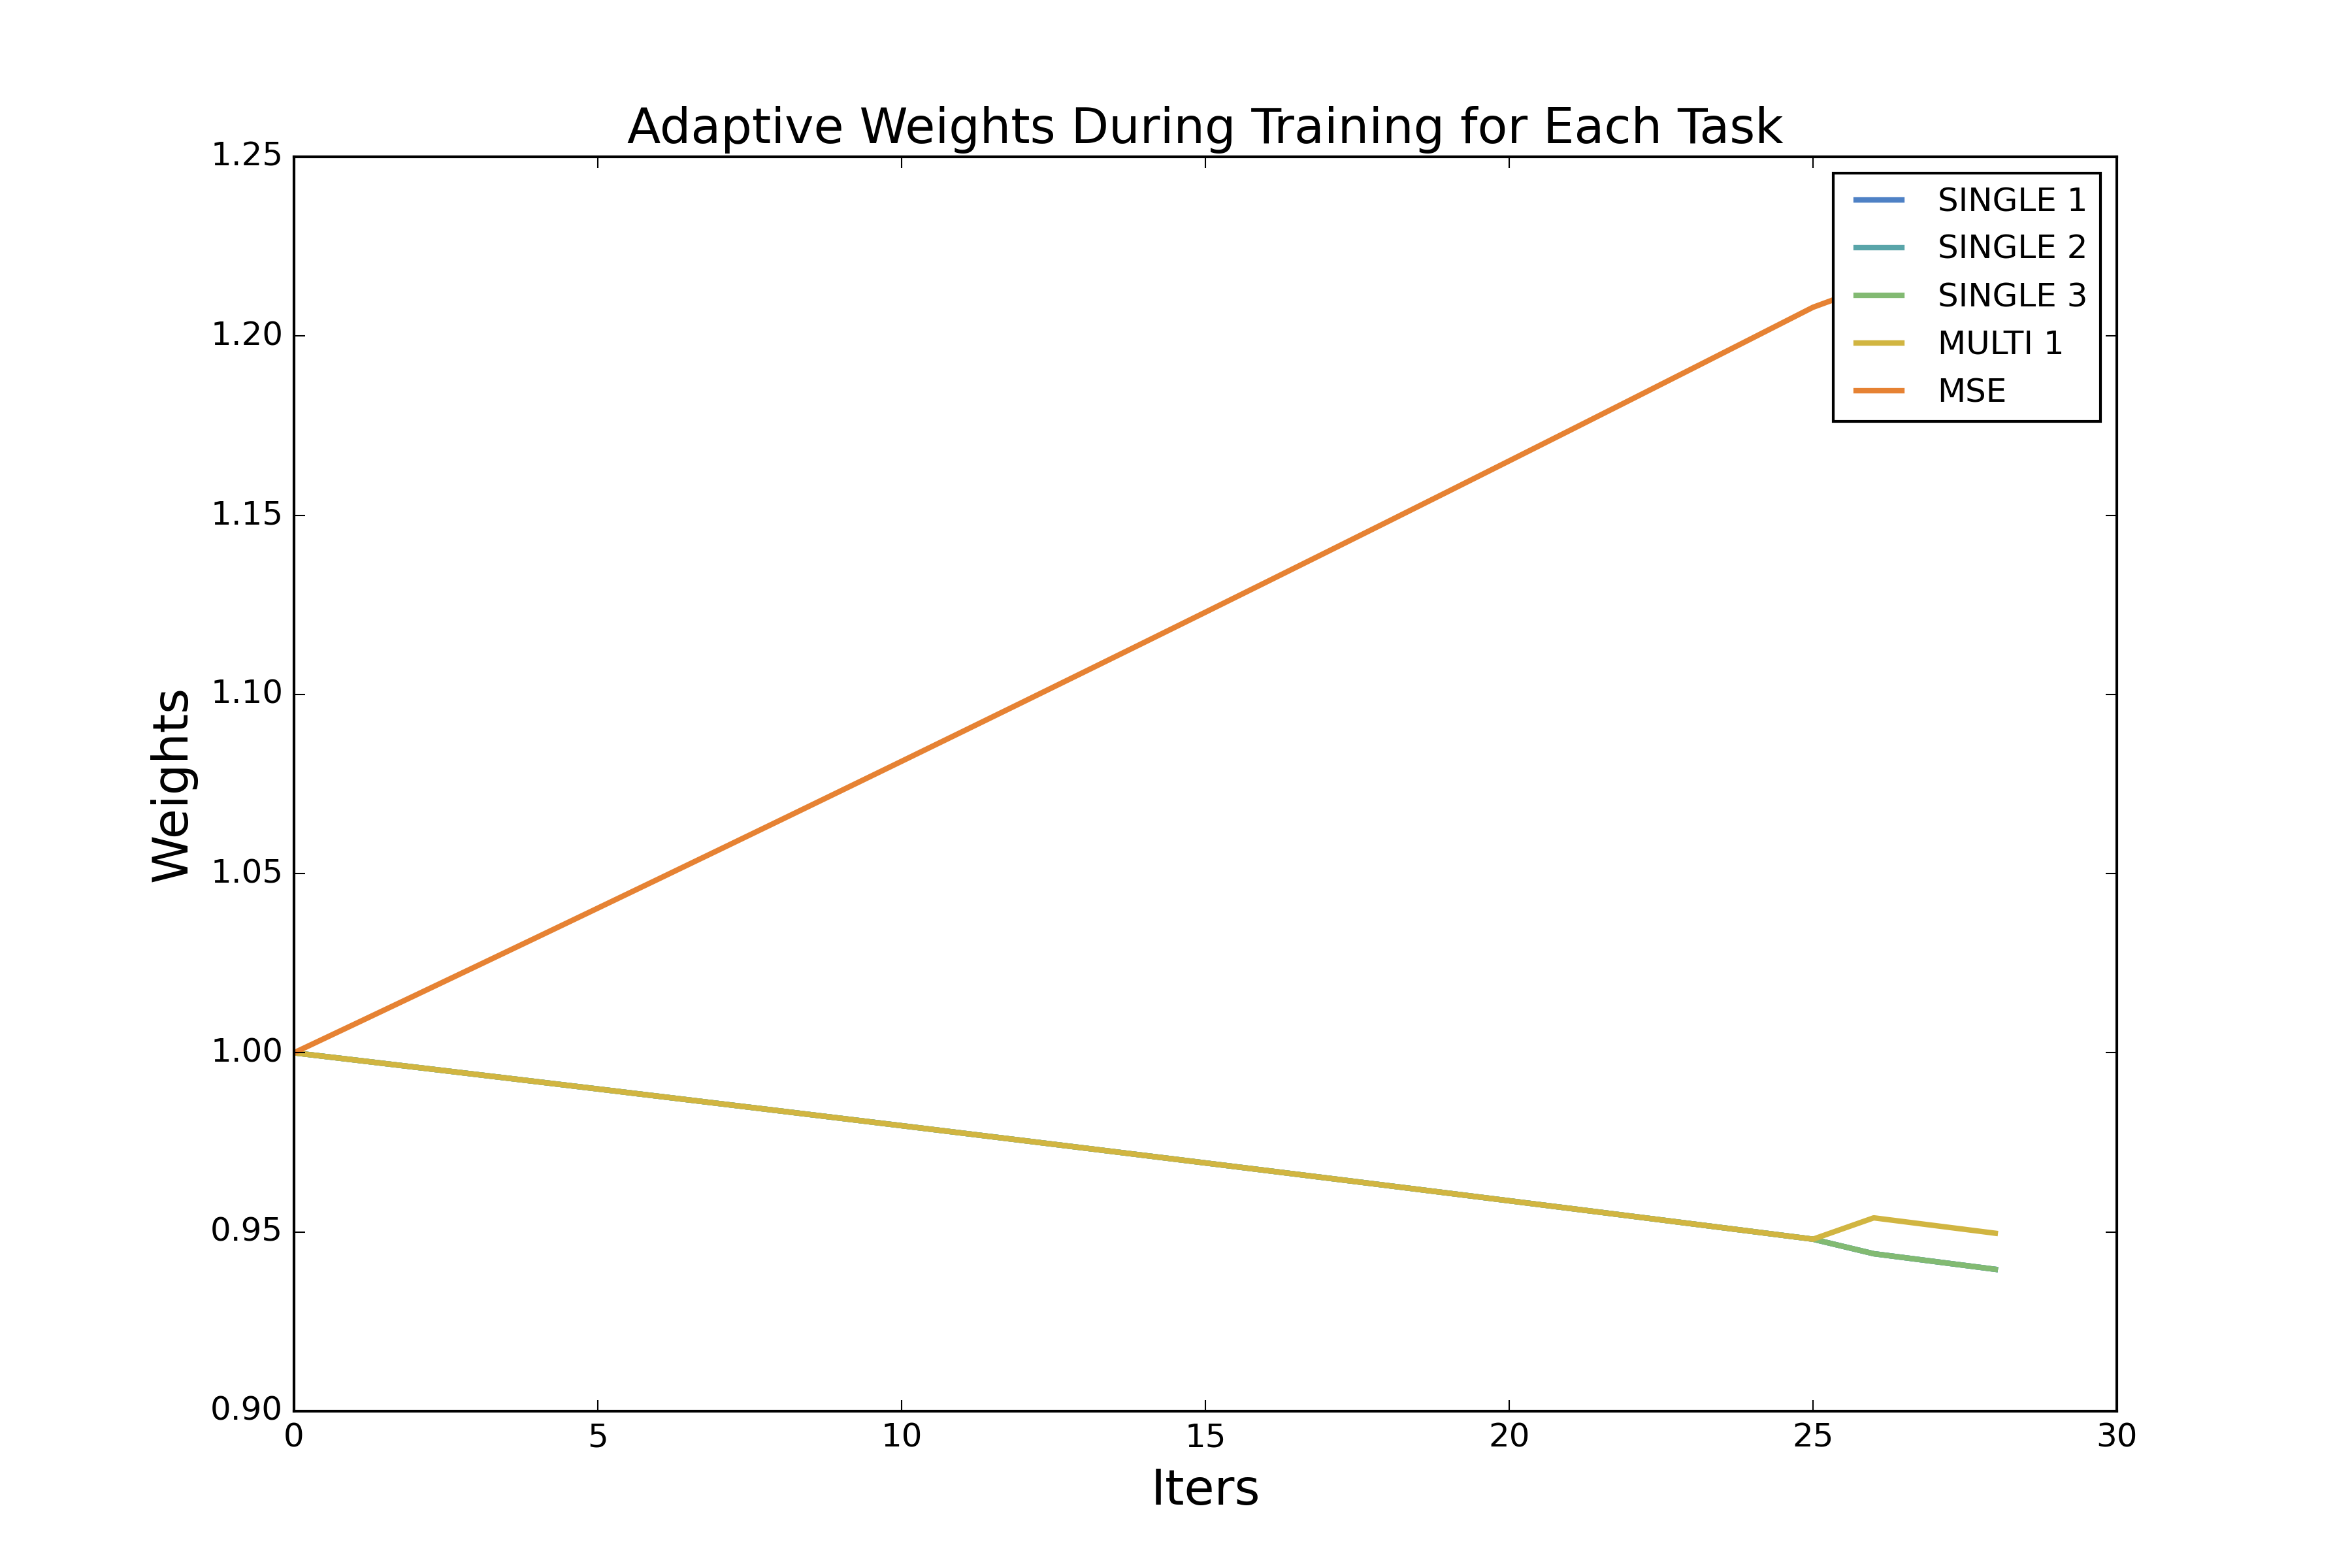 Adaptive Weights During Training for Each Task
1.25
1.20
1.15
1.10
1.05
1.00
0.95
0.90
Weights
SINGLE 1
SINGLE 2
SINGLE 3
MULTI 1
MSE
0 5 10 15 20 25 30
Iters